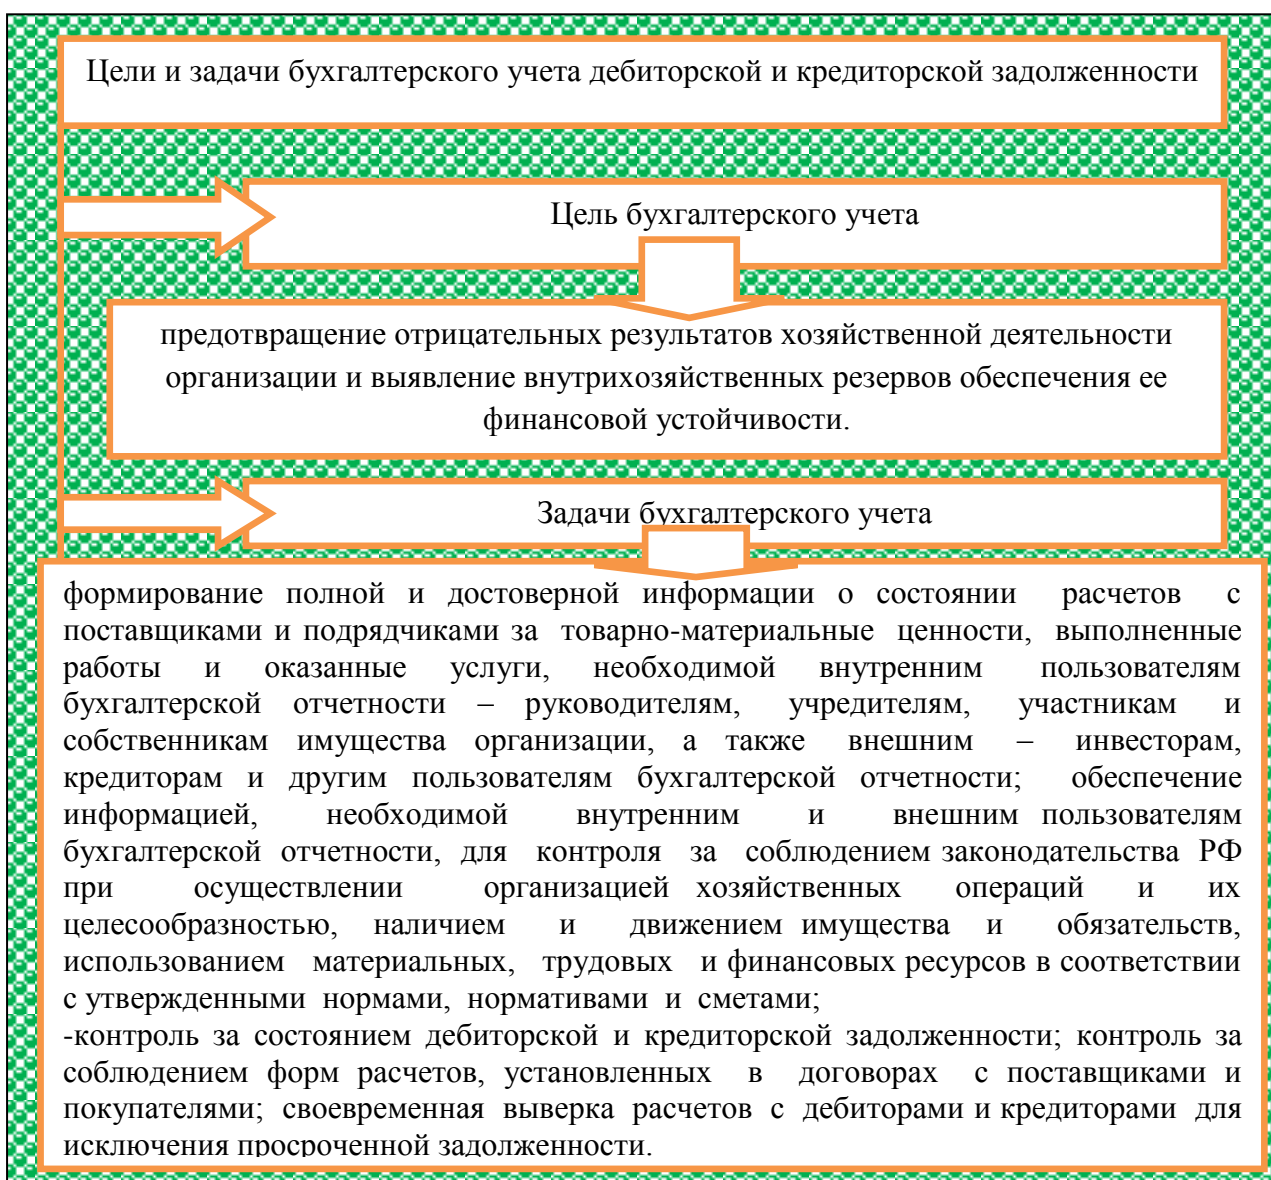 Цели и задачи бухгалтерского учета дебиторской и кредиторской задолженности
Цель бухгалтерского учета
предотвращение отрицательных результатов хозяйственной деятельности
организации и выявление внутрихозяйственных резервов обеспечения ее
финансовой устойчивости.
Задачи бухгалтерского учета
формирование полной и достоверной информации о состоянии расчетов с
поставщиками и подрядчиками за товарно-материальные ценности, выполненные
работы и оказанные услуги, необходимой внутренним пользователям
бухгалтерской отчетности – руководителям, учредителям, участникам и
собственникам имущества организации, а также внешним – инвесторам,
кредиторам и другим пользователям бухгалтерской отчетности; обеспечение
информацией, необходимой внутренним и внешним пользователям
бухгалтерской отчетности, для контроля за соблюдением законодательства РФ
при осуществлении организацией хозяйственных операций и их
целесообразностью, наличием и движением имущества и обязательств,
использованием материальных, трудовых и финансовых ресурсов в соответствии
с утвержденными нормами, нормативами и сметами;
-контроль за состоянием дебиторской и кредиторской задолженности; контроль за
соблюдением форм расчетов, установленных в договорах с поставщиками и
покупателями; своевременная выверка расчетов с дебиторами и кредиторами для
исключения просроченной задолженности.